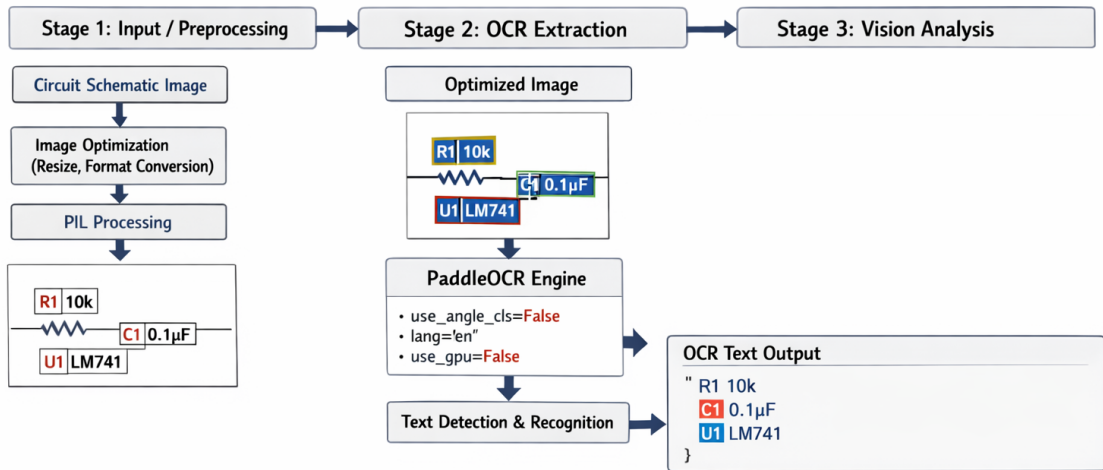 Stage 1: Input / Preprocessing
Stage 2: OCR Extraction
Stage 3: Vision Analysis
Circuit Schematic Image
Image Optimization
(Resize, Format Conversion)
PIL Processing
R1 10k
C1 0.1µF
U1 LM741
Optimized Image
R1 10k
C1 0.1µF
U1 LM741
PaddleOCR Engine
• use_angle_cls=False
• lang='en"
• use_gpu=False
Text Detection & Recognition
OCR Text Output
" R1 10k
C1 0.1µF
U1 LM741
}